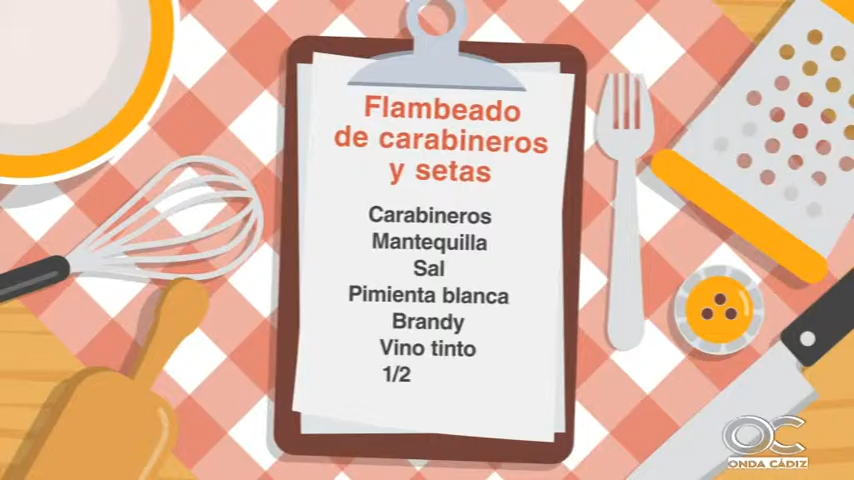 Flambeado
de carabineros
y setas
Carabineros
Mantequilla
Sal
Pimienta blanca
Brandy
Vino tinto
1/2
OC
ONDA CÁDIZ